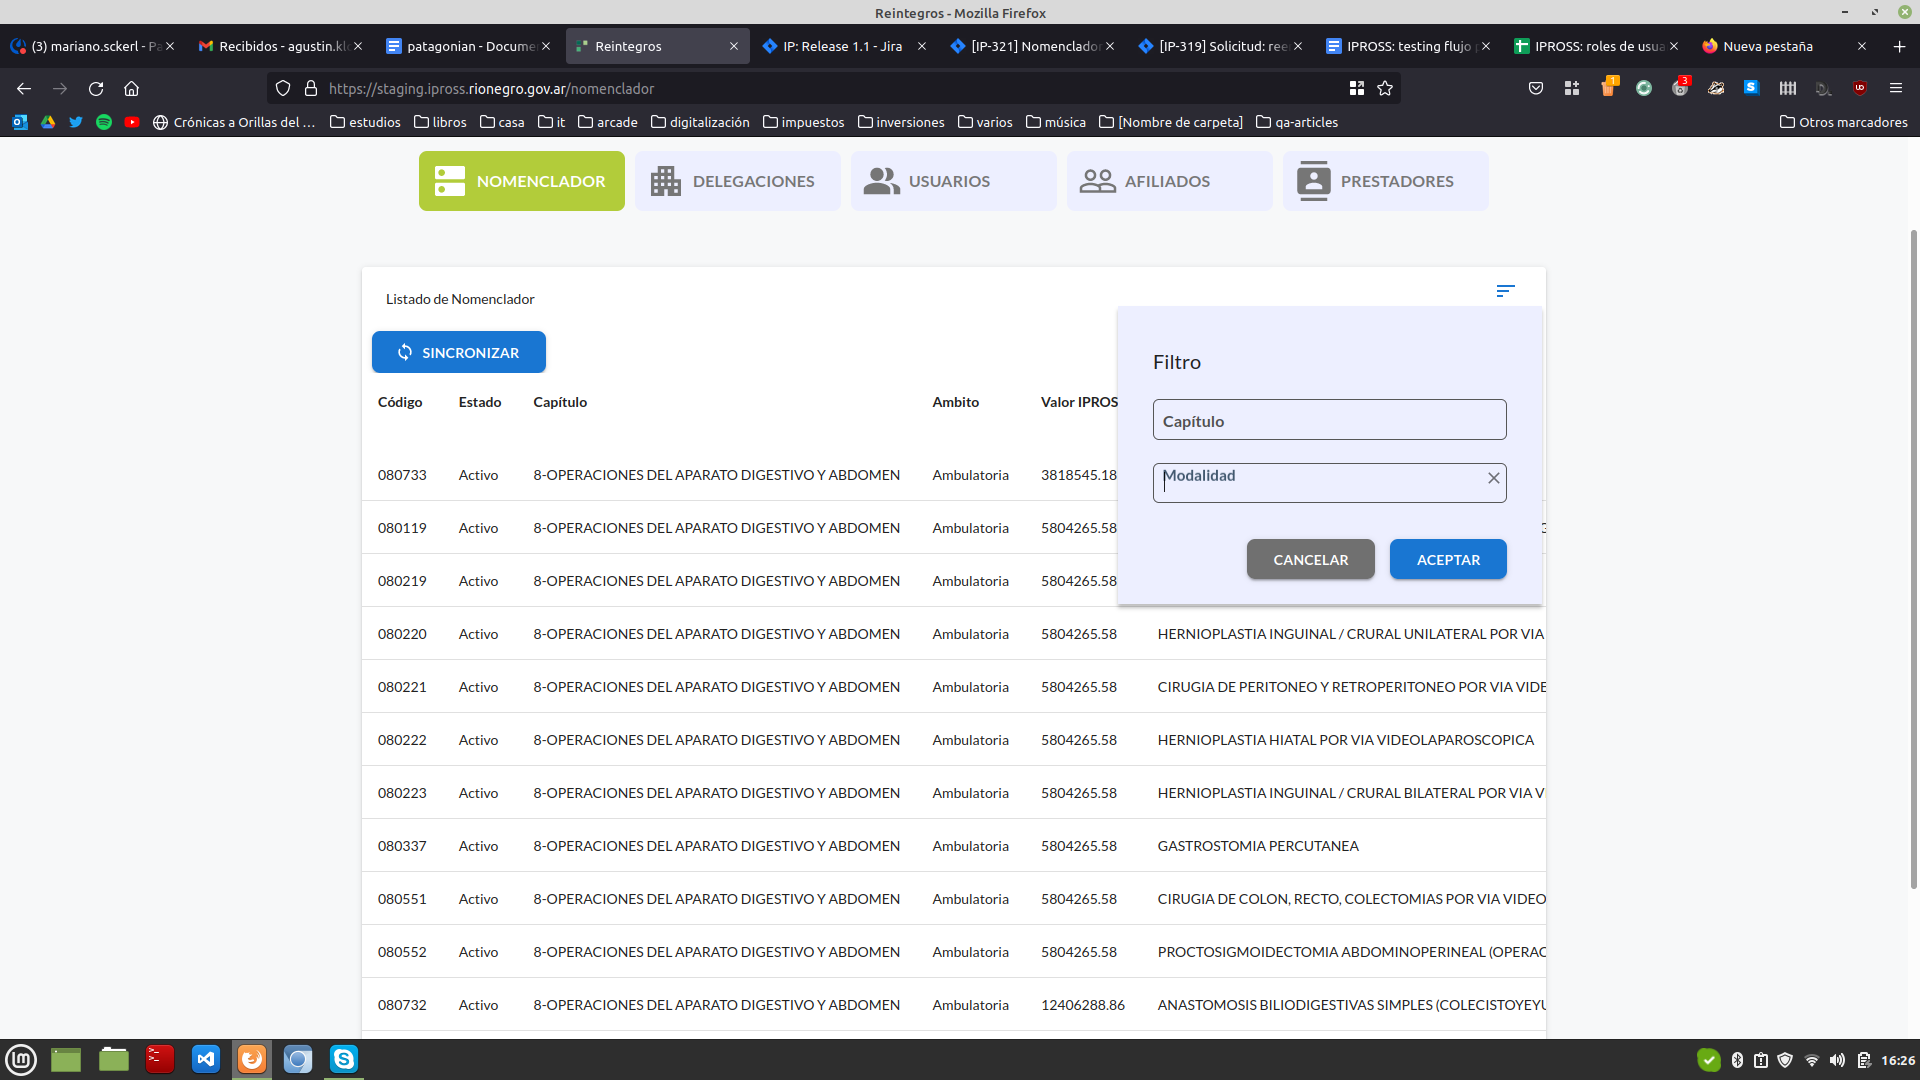 Reintegros - Mozilla Firefox
(3) mariano.sckerl - Pa
Recibidos - agustin.klo
patagonian - Docume
Reintegros
IP: Release 1.1 - Jira
[IP-321] Nomenclador
[IP-319] Solicitud: ree
IPROSS: testing flujo
IPROSS: roles de usua
Nueva pestaña
https://staging.ipross.rionegro.gov.ar/nomenclador
1
3
Crónicas a Orillas del ...
estudios
libros
casa
it
arcade
digitalización
impuestos
inversiones
varios
música
[Nombre de carpeta]
qa-articles
Otros marcadores
NOMENCLADOR
DELEGACIONES
USUARIOS
AFILIADOS
PRESTADORES
Listado de Nomenclador
SINCRONIZAR
Filtro
Capítulo
Modalidad
CANCELAR
ACEPTAR
Código Estado Capítulo Ambito Valor IPROS
080733 Activo 8-OPERACIONES DEL APARATO DIGESTIVO Y ABDOMEN Ambulatoria 3818545.18
080119 Activo 8-OPERACIONES DEL APARATO DIGESTIVO Y ABDOMEN Ambulatoria 5804265.58
080219 Activo 8-OPERACIONES DEL APARATO DIGESTIVO Y ABDOMEN Ambulatoria 5804265.58
080220 Activo 8-OPERACIONES DEL APARATO DIGESTIVO Y ABDOMEN Ambulatoria 5804265.58 HERNIOPLASTIA INGUINAL / CRURAL UNILATERAL POR VIA
080221 Activo 8-OPERACIONES DEL APARATO DIGESTIVO Y ABDOMEN Ambulatoria 5804265.58 CIRUGIA DE PERITONEO Y RETROPERITONEO POR VIA VIDE
080222 Activo 8-OPERACIONES DEL APARATO DIGESTIVO Y ABDOMEN Ambulatoria 5804265.58 HERNIOPLASTIA HIATAL POR VIA VIDEOLAPAROSCOPICA
080223 Activo 8-OPERACIONES DEL APARATO DIGESTIVO Y ABDOMEN Ambulatoria 5804265.58 HERNIOPLASTIA INGUINAL / CRURAL BILATERAL POR VIA V
080337 Activo 8-OPERACIONES DEL APARATO DIGESTIVO Y ABDOMEN Ambulatoria 5804265.58 GASTROSTOMIA PERCUTANEA
080551 Activo 8-OPERACIONES DEL APARATO DIGESTIVO Y ABDOMEN Ambulatoria 5804265.58 CIRUGIA DE COLON, RECTO, COLECTOMIAS POR VIA VIDEO
080552 Activo 8-OPERACIONES DEL APARATO DIGESTIVO Y ABDOMEN Ambulatoria 5804265.58 PROCTOSIGMOIDECTOMIA ABDOMINOPERINEAL (OPERAC
080732 Activo 8-OPERACIONES DEL APARATO DIGESTIVO Y ABDOMEN Ambulatoria 12406288.86 ANASTOMOSIS BILIODIGESTIVAS SIMPLES (COLECISTOYEYU
16:26